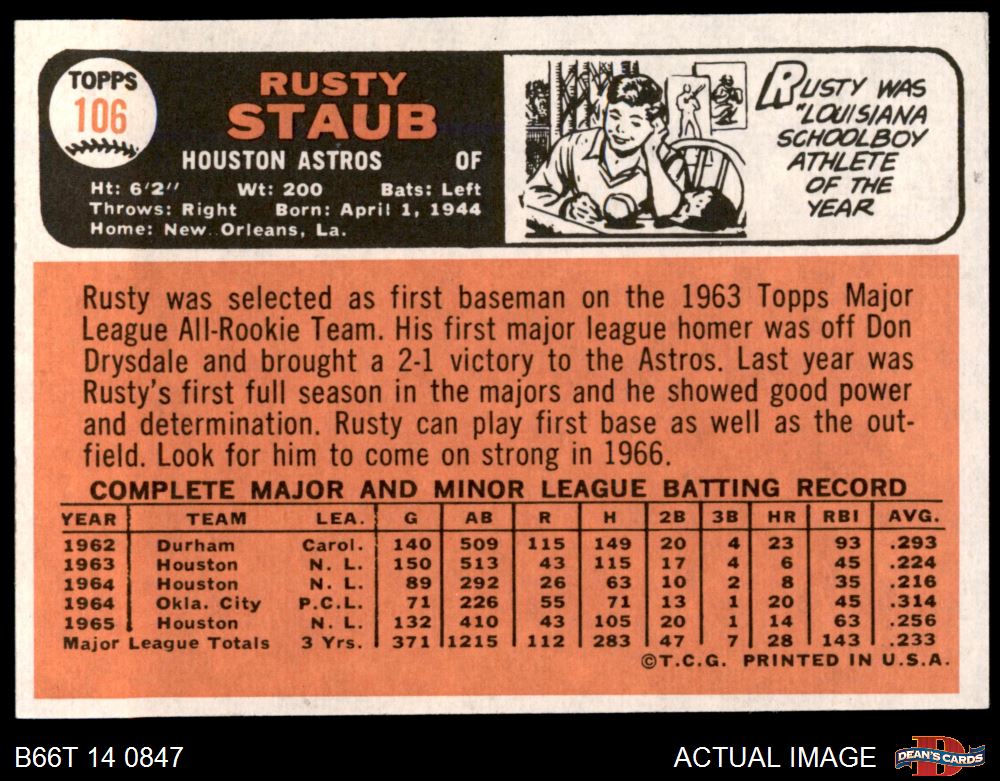 TOPPS
106
RUSTY
STAUB
HOUSTON ASTROS OF
Ht: 6'2" Wt: 200 Bats: Left
Throws: Right Born: April 1, 1944
Home: New Orleans, La.
RUSTY WAS
"LOUISIANA
SCHOOLBOY
ATHLETE
OF THE
YEAR
Rusty was selected as first baseman on the 1963 Topps Major
League All-Rookie Team. His first major league homer was off Don
Drysdale and brought a 2-1 victory to the Astros. Last year was
Rusty's first full season in the majors and he showed good power
and determination. Rusty can play first base as well as the out-
field. Look for him to come on strong in 1966.
COMPLETE MAJOR AND MINOR LEAGUE BATTING RECORD
YEAR TEAM LEA. G AB R H 2B 3B HR RBI AVG.
1962 Durham Carol. 140 509 115 149 20 4 23 93 .293
1963 Houston N. L. 150 513 43 115 17 4 6 45 .224
1964 Houston N. L. 89 292 26 63 10 2 8 35 .216
1964 Okla. City P.C.L. 71 226 55 71 13 1 20 45 .314
1965 Houston N. L. 132 410 43 105 20 1 14 63 .256
Major League Totals 3 Yrs. 371 1215 112 283 47 7 28 143 .233
©T.C.G. PRINTED IN U.S.A.
B66T 14 0847 ACTUAL IMAGE DEAN'S CARDS